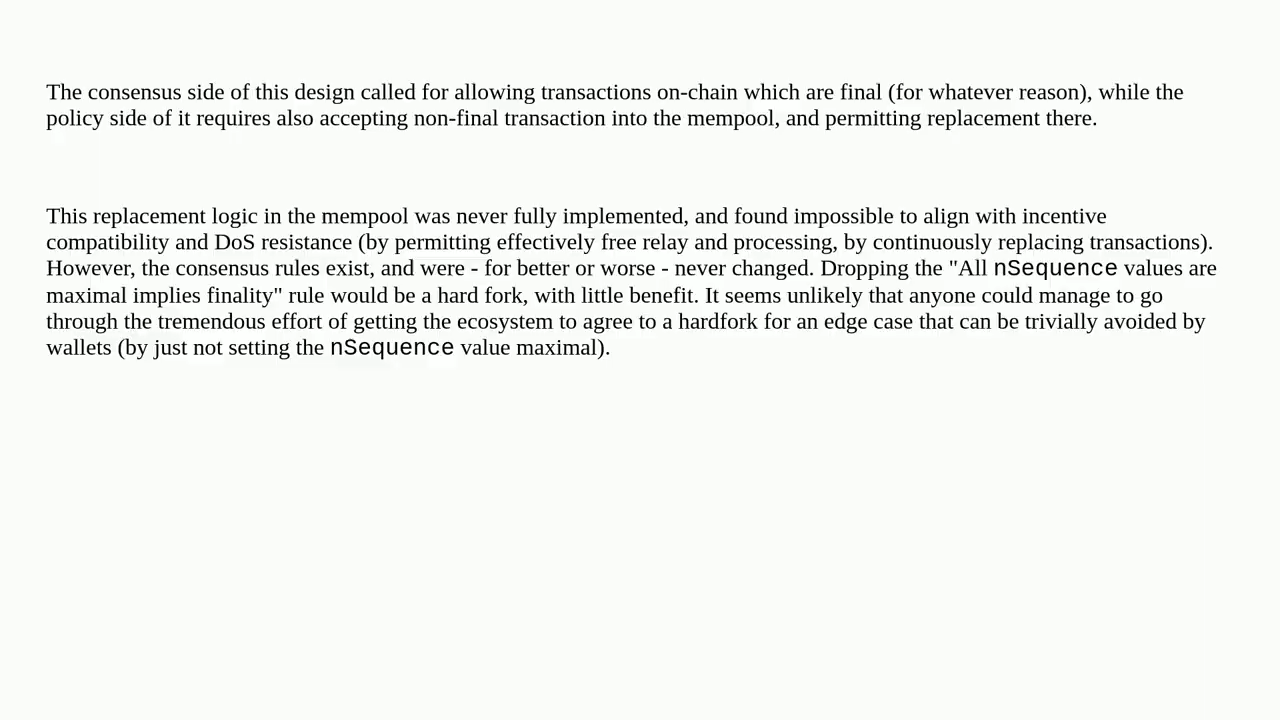 The consensus side of this design called for allowing transactions on-chain which are final (for whatever reason), while the
policy side of it requires also accepting non-final transaction into the mempool, and permitting replacement there.
This replacement logic in the mempool was never fully implemented, and found impossible to align with incentive
compatibility and DoS resistance (by permitting effectively free relay and processing, by continuously replacing transactions).
However, the consensus rules exist, and were - for better or worse - never changed. Dropping the "All nSequence values are
maximal implies finality" rule would be a hard fork, with little benefit. It seems unlikely that anyone could manage to go
through the tremendous effort of getting the ecosystem to agree to a hardfork for an edge case that can be trivially avoided by
wallets (by just not setting the nSequence value maximal).